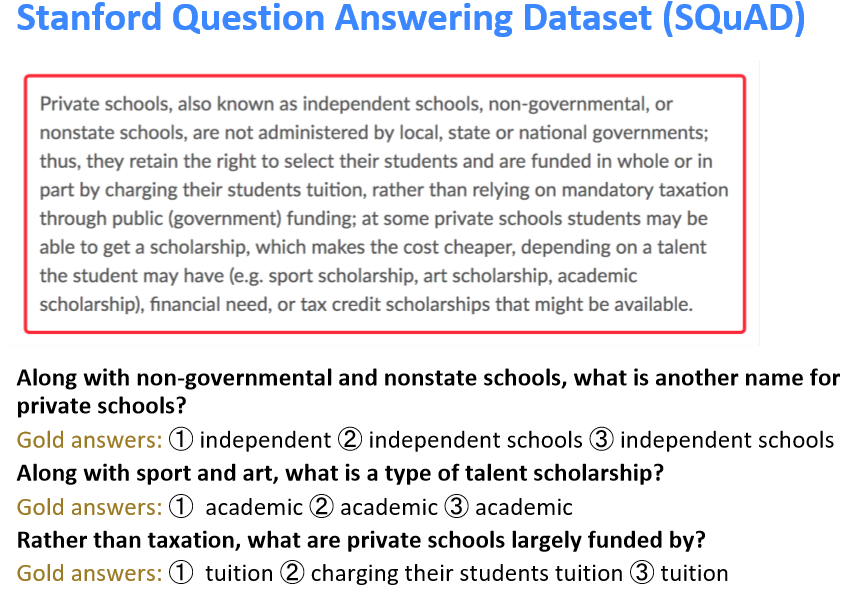 Stanford Question Answering Dataset (SQuAD)
Private schools, also known as independent schools, non-governmental, or
nonstate schools, are not administered by local, state or national governments;
thus, they retain the right to select their students and are funded in whole or in
part by charging their students tuition, rather than relying on mandatory taxation
through public (government) funding; at some private schools students may be
able to get a scholarship, which makes the cost cheaper, depending on a talent
the student may have (e.g. sport scholarship, art scholarship, academic
scholarship), financial need, or tax credit scholarships that might be available.
Along with non-governmental and nonstate schools, what is another name for
private schools?
Gold answers: ① independent ② independent schools ③ independent schools
Along with sport and art, what is a type of talent scholarship?
Gold answers: ① academic ② academic ③ academic
Rather than taxation, what are private schools largely funded by?
Gold answers: ① tuition ② charging their students tuition ③ tuition